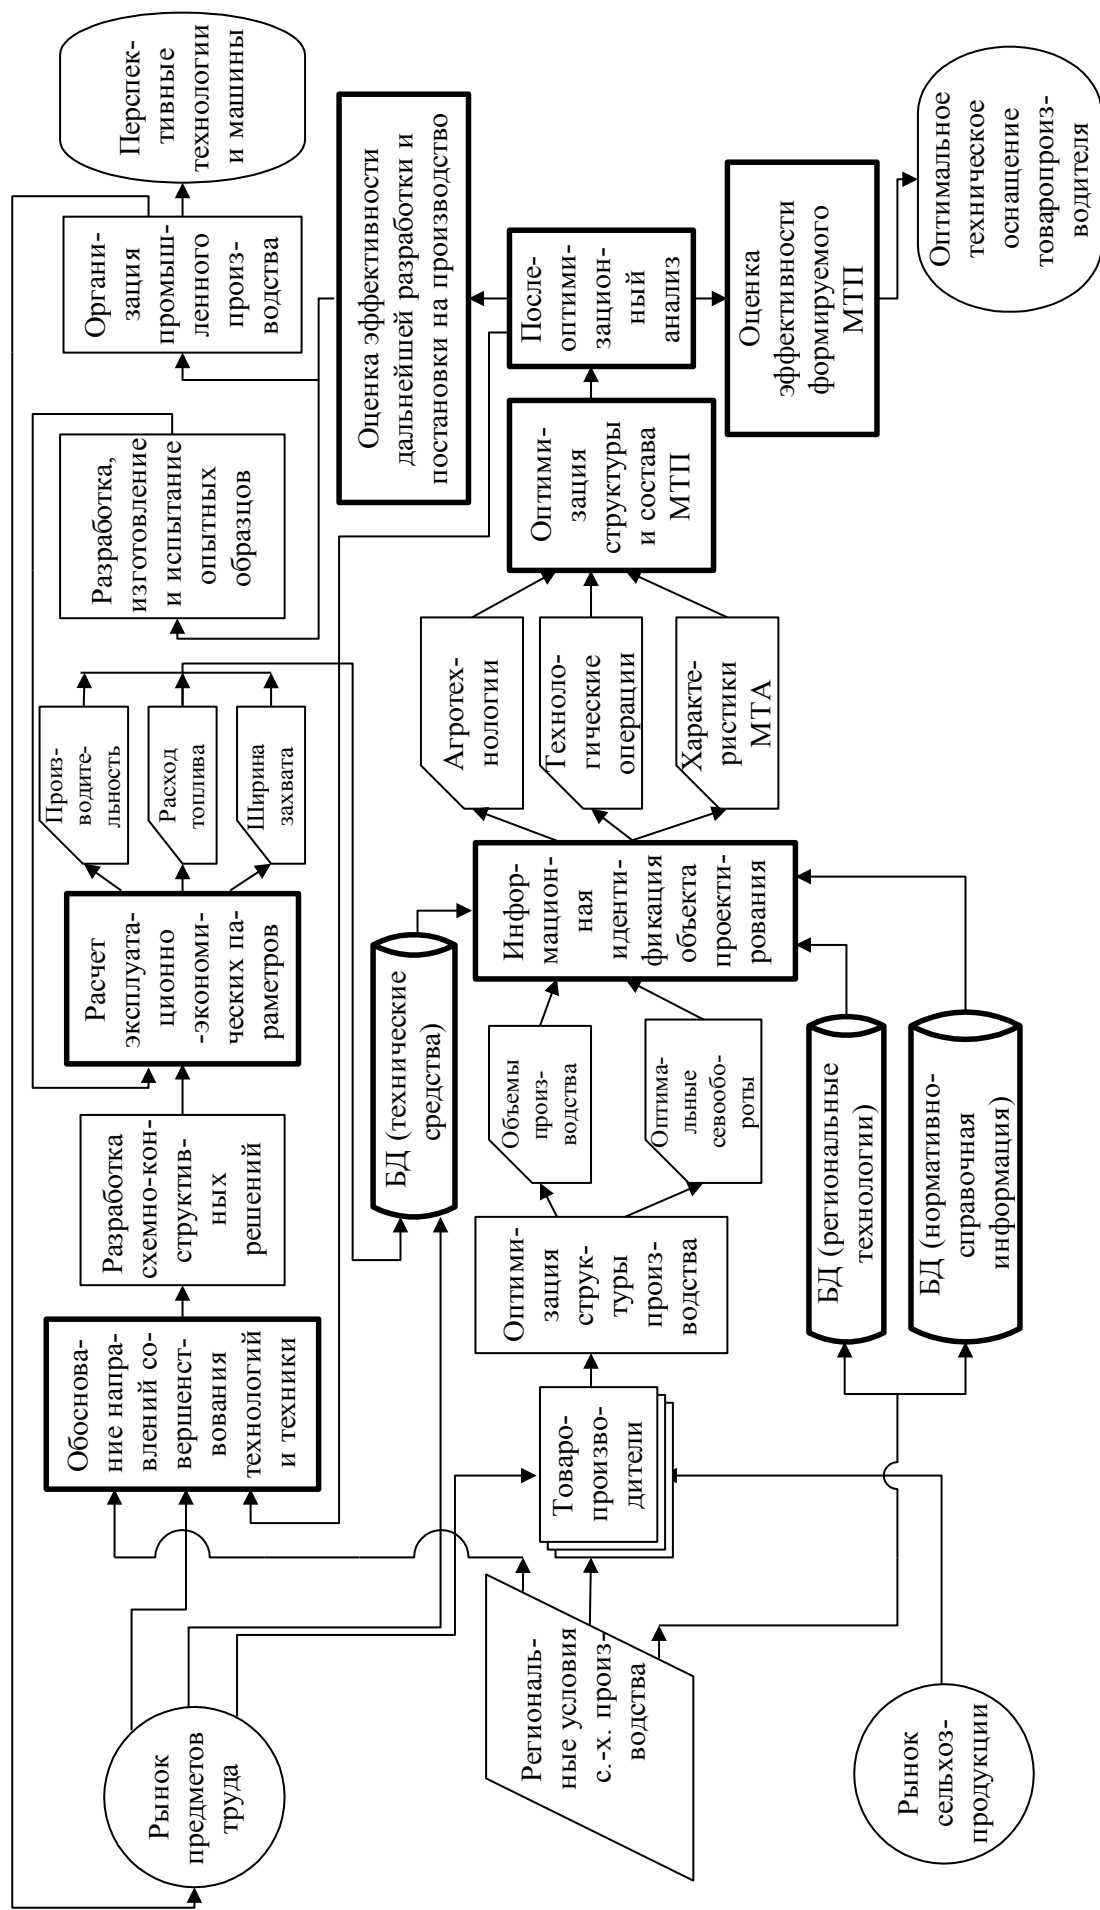 Рынок
предметов
труда
Обоснова-
ние напра-
влений со-
вершенст-
вования
технологий
и техники
Разработка
схемно-кон-
структив-
ных
решений
Расчет
эксплуата-
ционно
-экономи-
ческих па-
раметров
Произ-
водите-
льность
Расход
топлива
Ширина
захвата
Разработка,
изготовление
и испытание
опытных
образцов
Органи-
зация
промыш-
ленного
произ-
водства
Перспек-
тивные
технологии
и машины
БД (технические
средства)
Оценка эффективности
дальнейшей разработки и
постановки на производство
Региональ-
ные условия
с.-х. произ-
водства
Товаро-
произво-
дители
Оптими-
зация
струк-
туры
произ-
водства
Объемы
произ-
водства
Оптима-
льные
севообо-
роты
Инфор-
мацион-
ная
иденти-
фикация
объекта
проекти-
рования
Агротех-
нологии
Техноло-
гические
операции
Характе-
ристики
МТА
Оптими-
зация
структуры
и состава
МТП
После-
оптими-
зацион-
ный
анализ
Оценка
эффективности
формируемого
МТП
Оптимальное
техническое
оснащение
товаропроиз-
водителя
Рынок
сельхоз-
продукции
БД (региональные
технологии)
БД (нормативно-
справочная
информация)